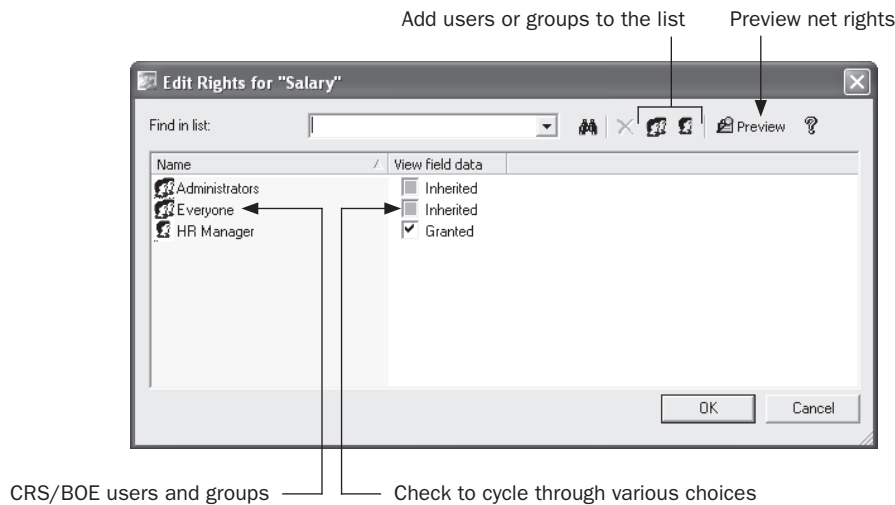 Add users or groups to the list Preview net rights
Edit Rights for "Salary"
Find in list:
Preview
Name View field data
Administrators Inherited
Everyone Inherited
HR Manager Granted
OK Cancel
CRS/BOE users and groups Check to cycle through various choices